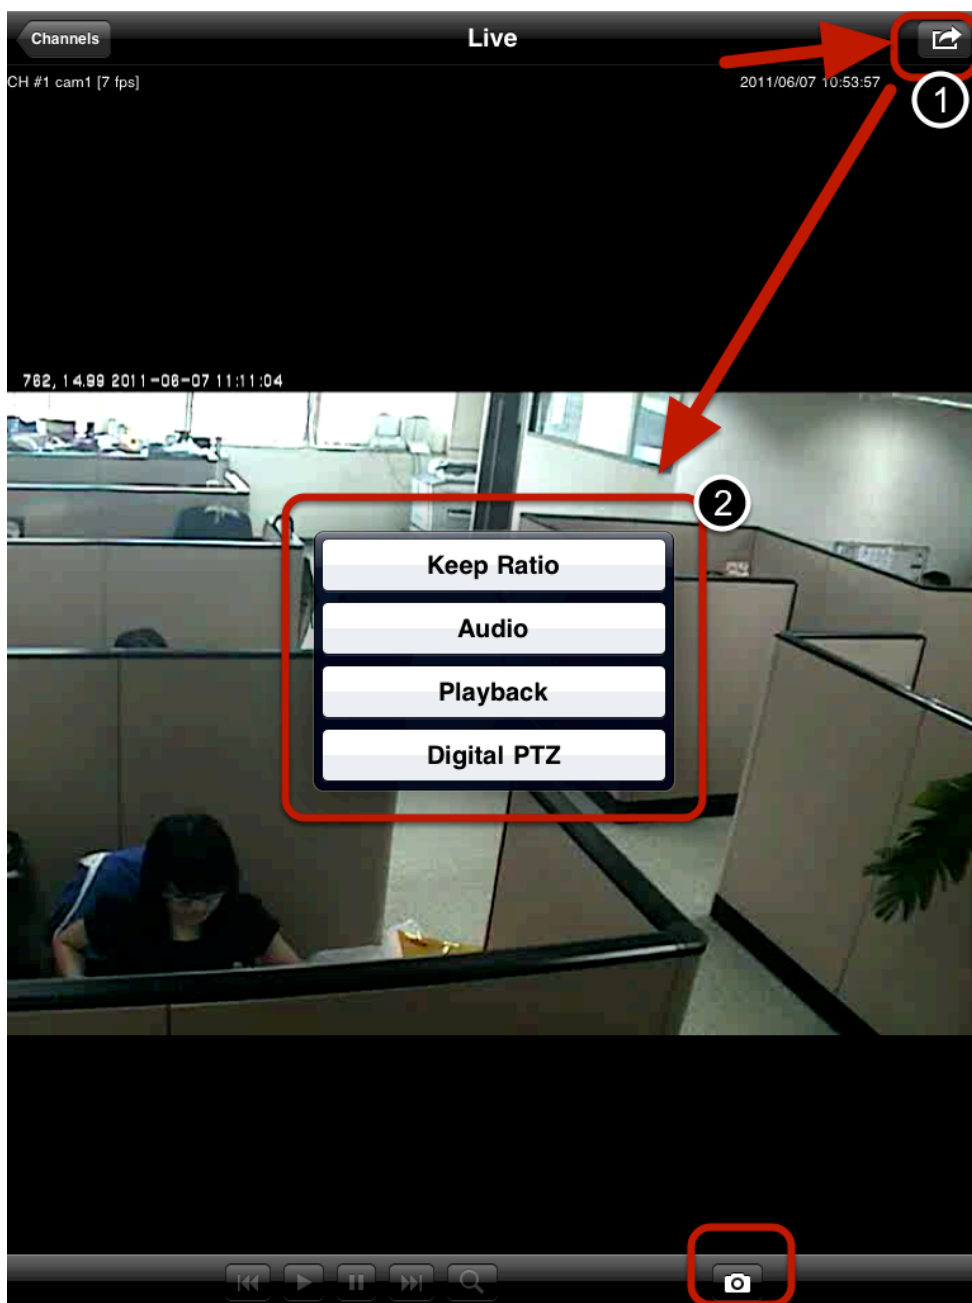 Channels
Live
CH #1 cam1 [7 fps]
2011/06/07 10:53:57
1
782, 14.99 2011-06-07 11:11:04
2
Keep Ratio
Audio
Playback
Digital PTZ